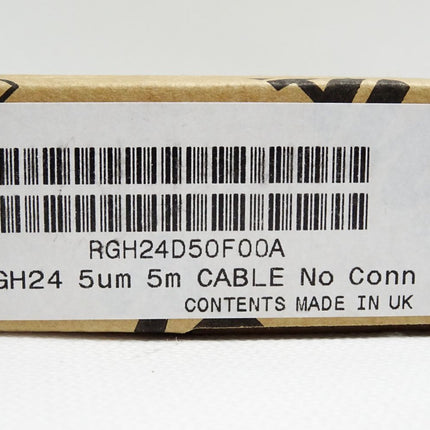 RGH24D50F00A
GH24 5um 5m CABLE No Conn
CONTENTS MADE IN UK